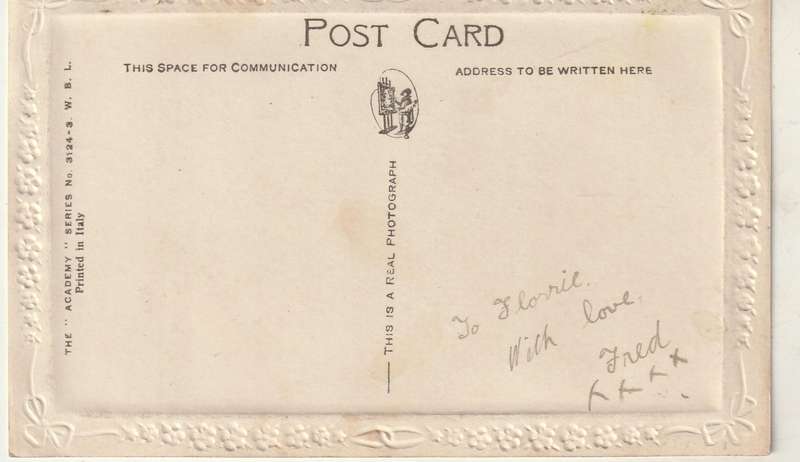 POST CARD
THIS SPACE FOR COMMUNICATION
ADDRESS TO BE WRITTEN HERE
THE "ACADEMY" SERIES No. 3124-3. W. B. L.
Printed in Italy
THIS IS A REAL PHOTOGRAPH
To Florrie.
With love.
Fred
xxxx